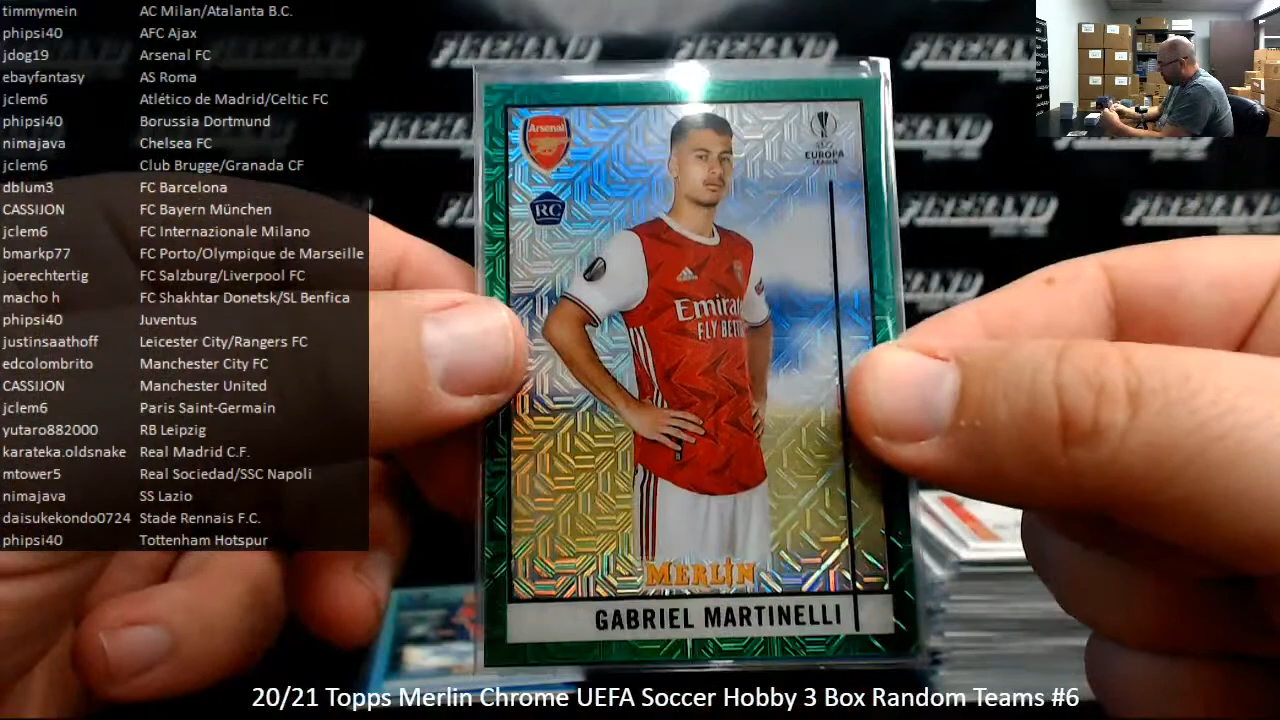 timmymein AC Milan/Atalanta B.C.
phipsi40 AFC Ajax
jdog19 Arsenal FC
ebayfantasy AS Roma
jclem6 Atlético de Madrid/Celtic FC
phipsi40 Borussia Dortmund
nimajava Chelsea FC
jclem6 Club Brugge/Granada CF
dblum3 FC Barcelona
CASSIJON FC Bayern München
jclem6 FC Internazionale Milano
bmarkp77 FC Porto/Olympique de Marseille
joerechtertig FC Salzburg/Liverpool FC
macho h FC Shakhtar Donetsk/SL Benfica
phipsi40 Juventus
justinsaathoff Leicester City/Rangers FC
edcolombrito Manchester City FC
CASSIJON Manchester United
jclem6 Paris Saint-Germain
yutaro882000 RB Leipzig
karateka.oldsnake Real Madrid C.F.
mtower5 Real Sociedad/SSC Napoli
nimajava SS Lazio
daisukekondo0724 Stade Rennais F.C.
phipsi40 Tottenham Hotspur
FIREHAND FIREHAND FIREHAND
FIREHAND
FIREHAND FIREHAND
Arsenal
EUROPA
LEAGUE
RC
Emirates
FLY BETTER
MERLIN
GABRIEL MARTINELLI
20/21 Topps Merlin Chrome UEFA Soccer Hobby 3 Box Random Teams #6